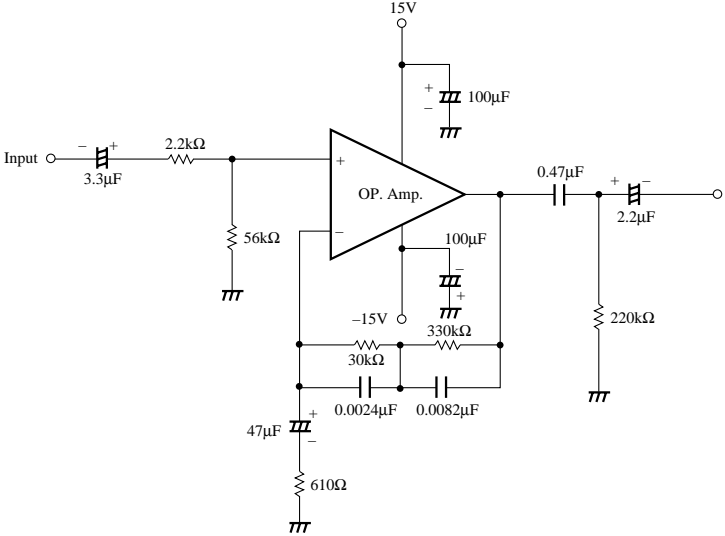 15V
+
−
100μF
Input
−
+
3.3μF
2.2kΩ
56kΩ
+
−
OP. Amp.
0.47μF
+
−
2.2μF
100μF
−
+
−15V
220kΩ
330kΩ
30kΩ
0.0024μF
0.0082μF
47μF
+
−
610Ω